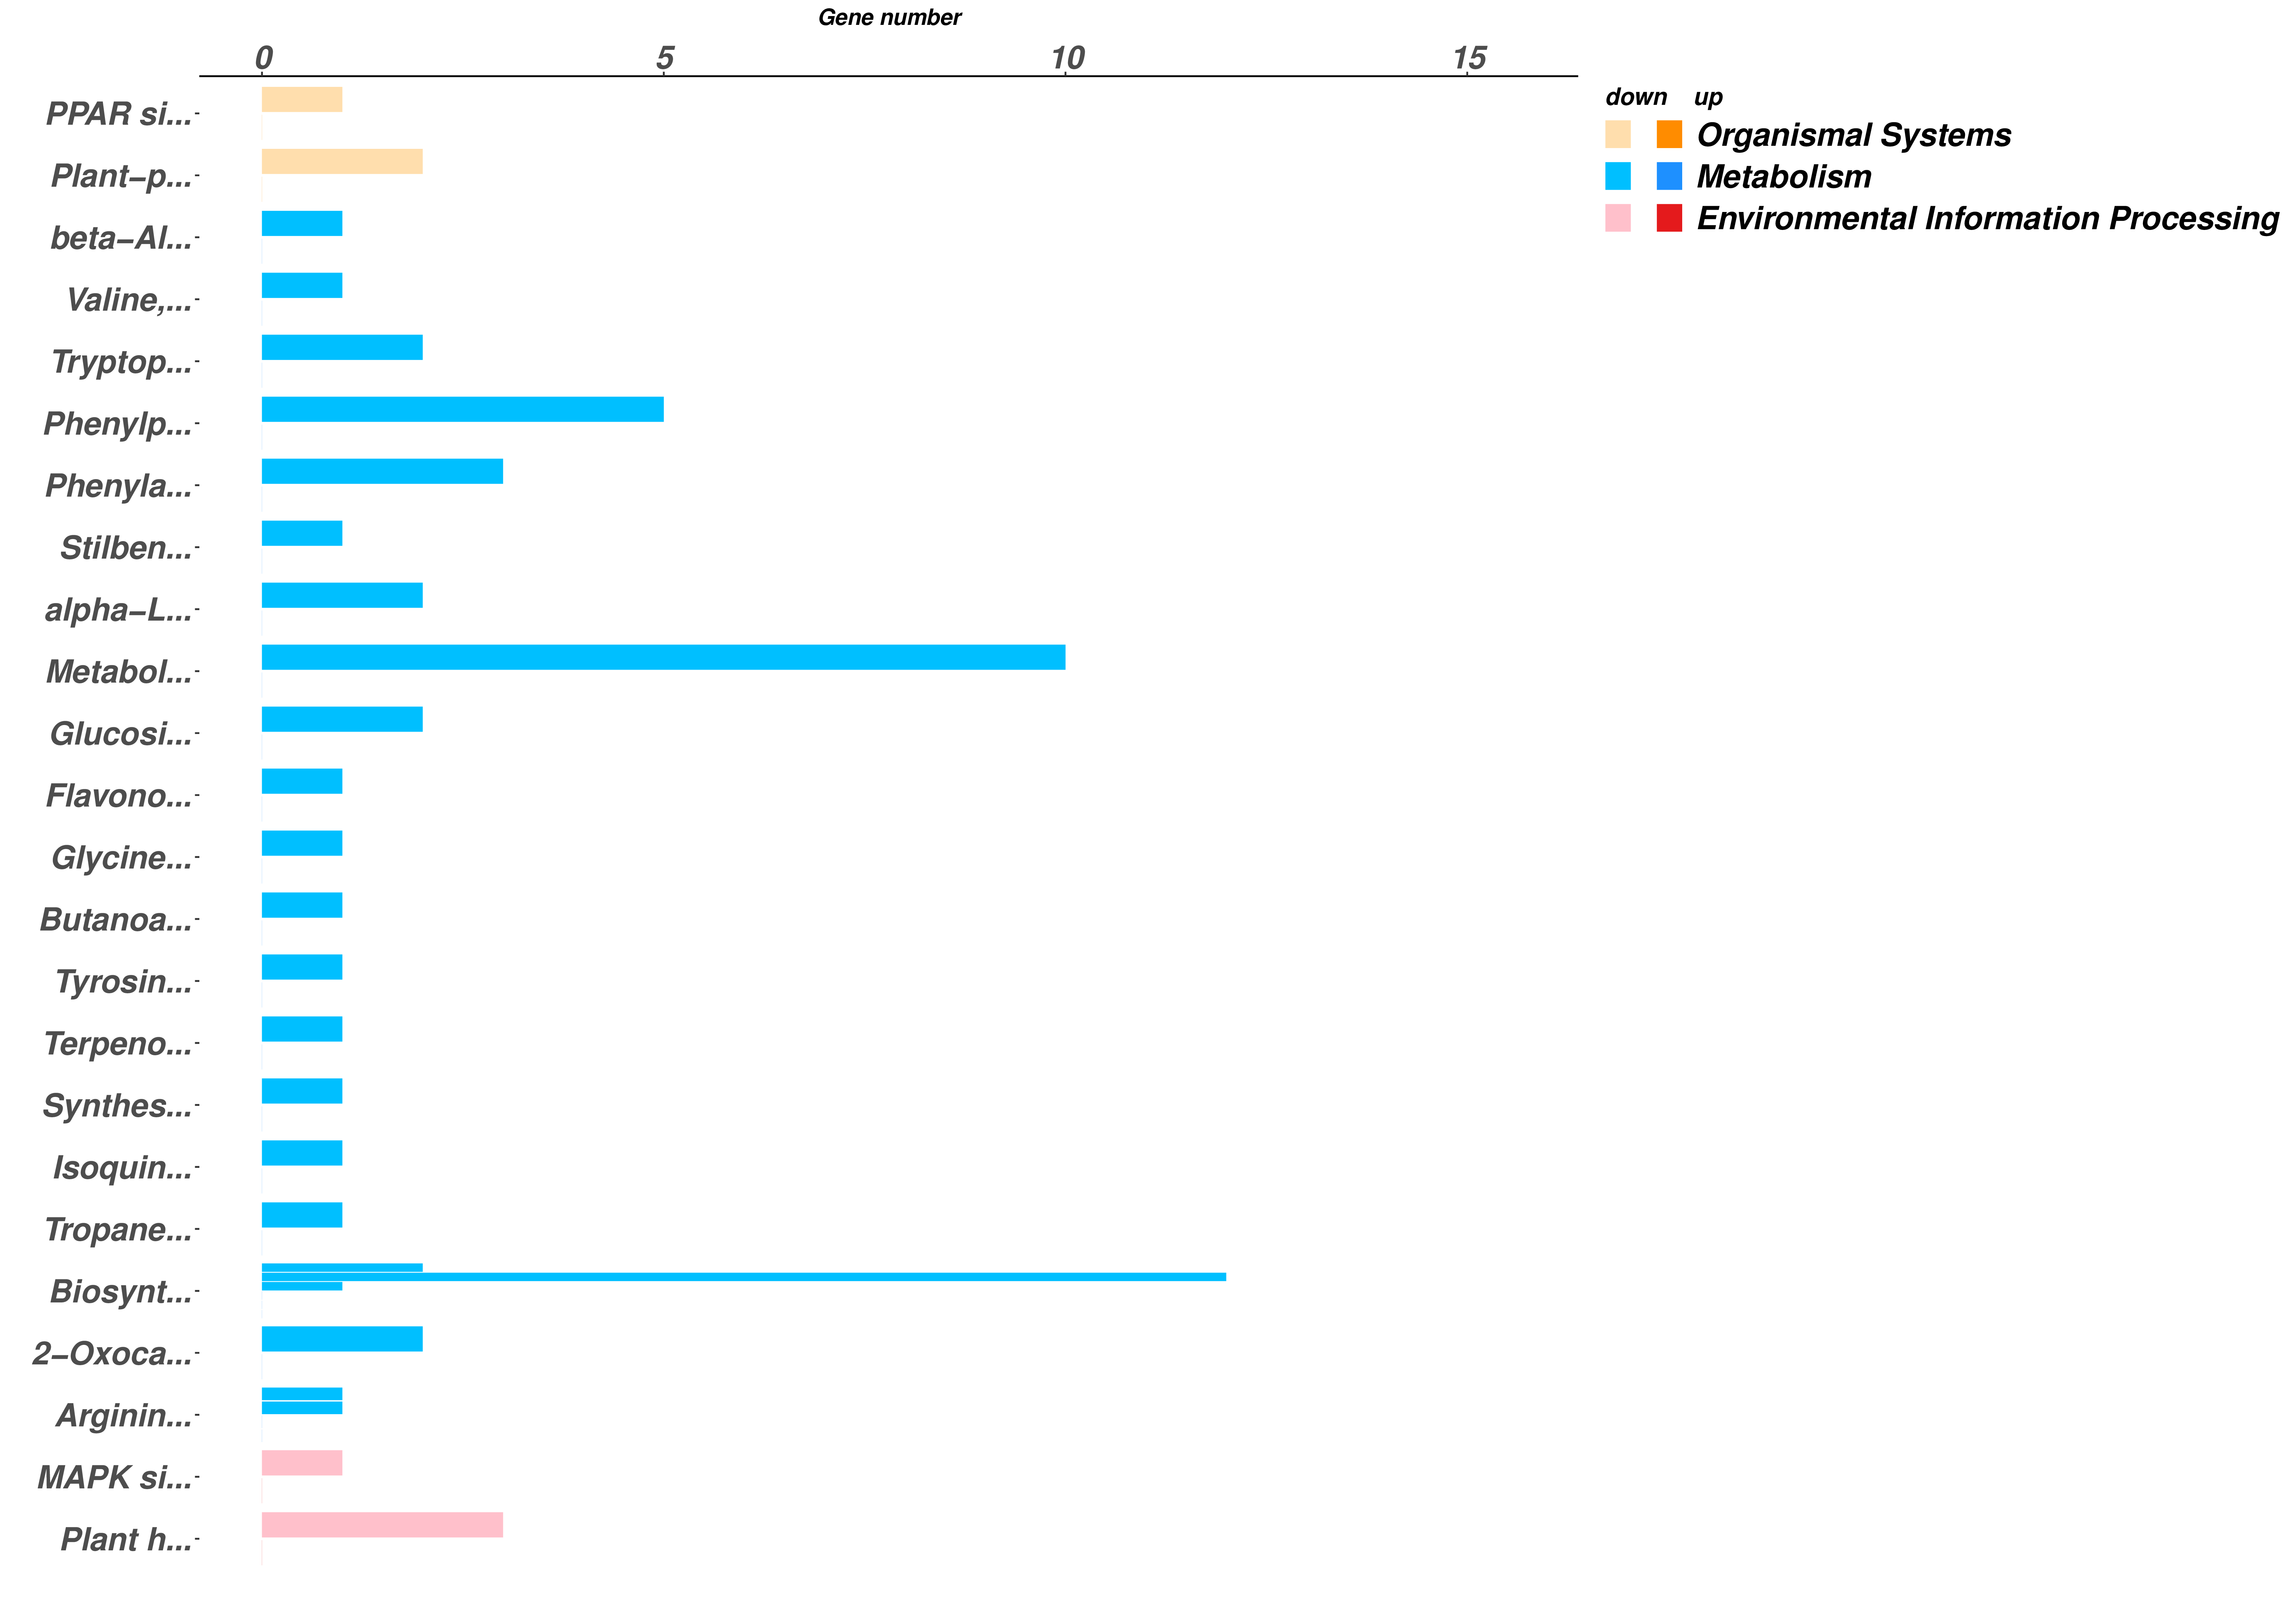 Gene number
0 5 10 15
down up
Organismal Systems
Metabolism
Environmental Information Processing
PPAR si...
Plant–p...
beta–Al...
Valine,...
Tryptop...
Phenylp...
Phenyla...
Stilben...
alpha–L...
Metabol...
Glucosi...
Flavono...
Glycine...
Butanoa...
Tyrosin...
Terpeno...
Synthes...
Isoquin...
Tropane...
Biosynt...
2–Oxoca...
Arginin...
MAPK si...
Plant h...